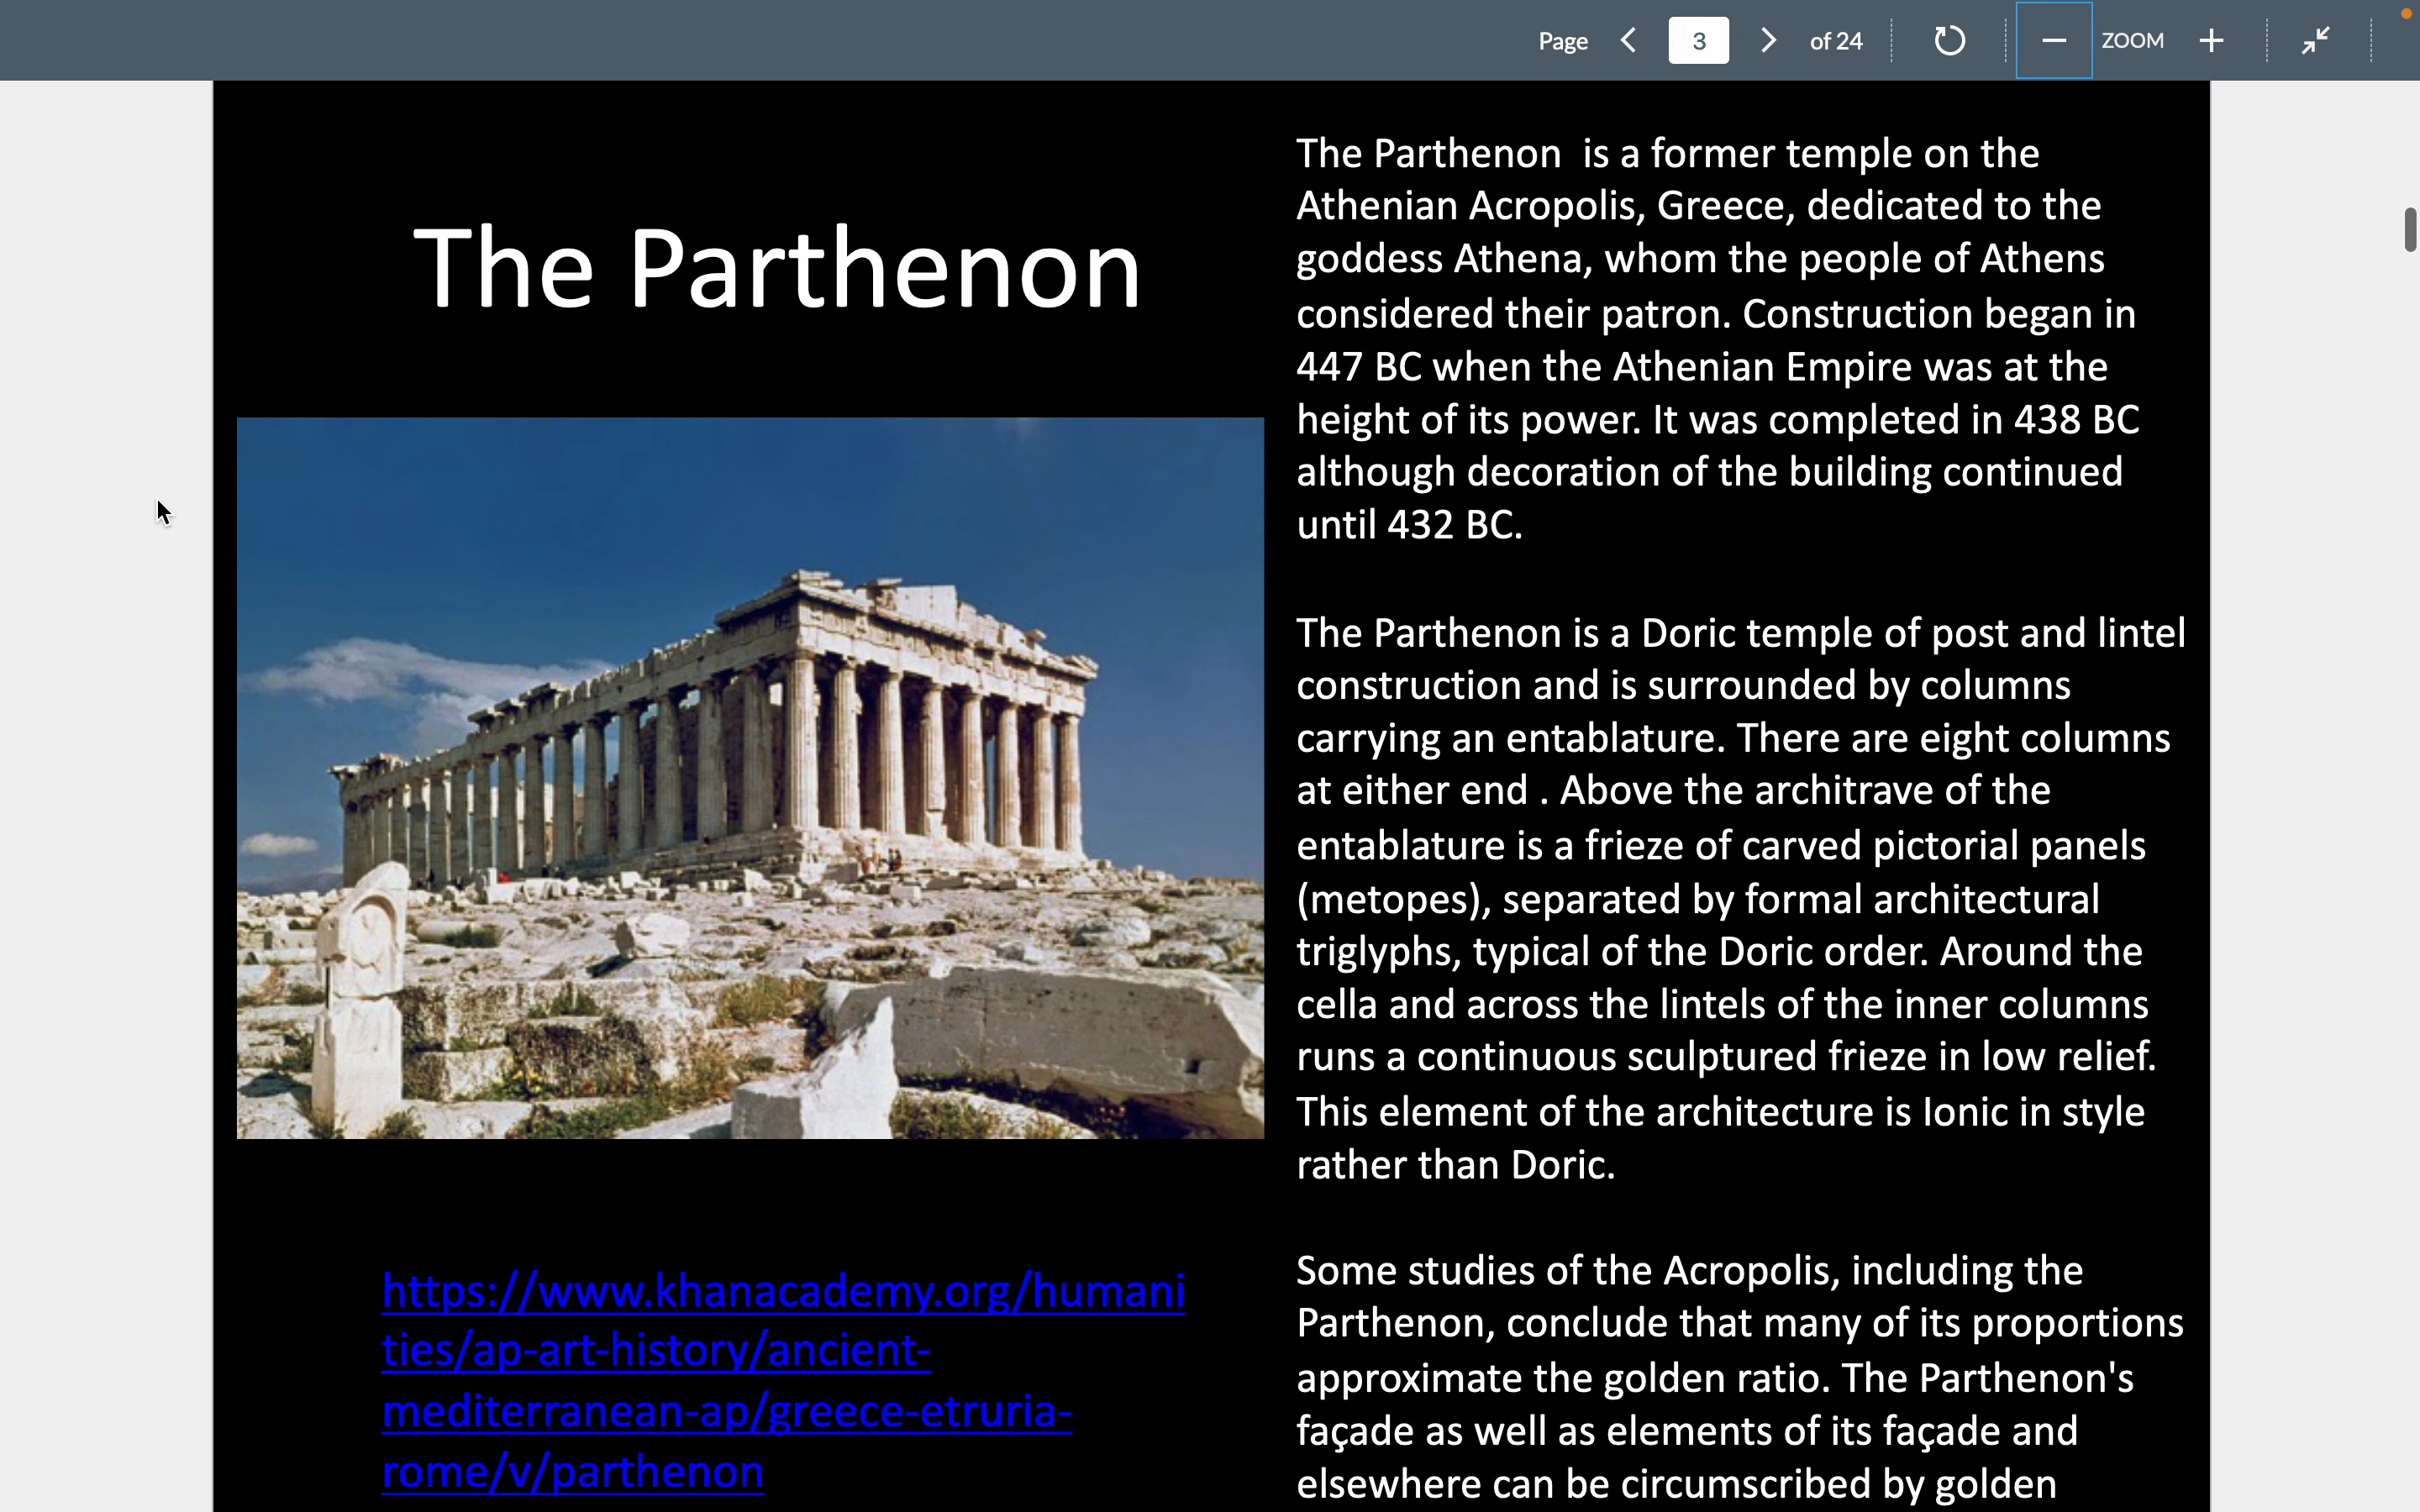 Page 3 of 24 ZOOM
The Parthenon
https://www.khanacademy.org/humani
ties/ap-art-history/ancient-
mediterranean-ap/greece-etruria-
rome/v/parthenon
The Parthenon  is a former temple on the
Athenian Acropolis, Greece, dedicated to the
goddess Athena, whom the people of Athens
considered their patron. Construction began in
447 BC when the Athenian Empire was at the
height of its power. It was completed in 438 BC
although decoration of the building continued
until 432 BC.
The Parthenon is a Doric temple of post and lintel
construction and is surrounded by columns
carrying an entablature. There are eight columns
at either end . Above the architrave of the
entablature is a frieze of carved pictorial panels
(metopes), separated by formal architectural
triglyphs, typical of the Doric order. Around the
cella and across the lintels of the inner columns
runs a continuous sculptured frieze in low relief.
This element of the architecture is Ionic in style
rather than Doric.
Some studies of the Acropolis, including the
Parthenon, conclude that many of its proportions
approximate the golden ratio. The Parthenon's
façade as well as elements of its façade and
elsewhere can be circumscribed by golden